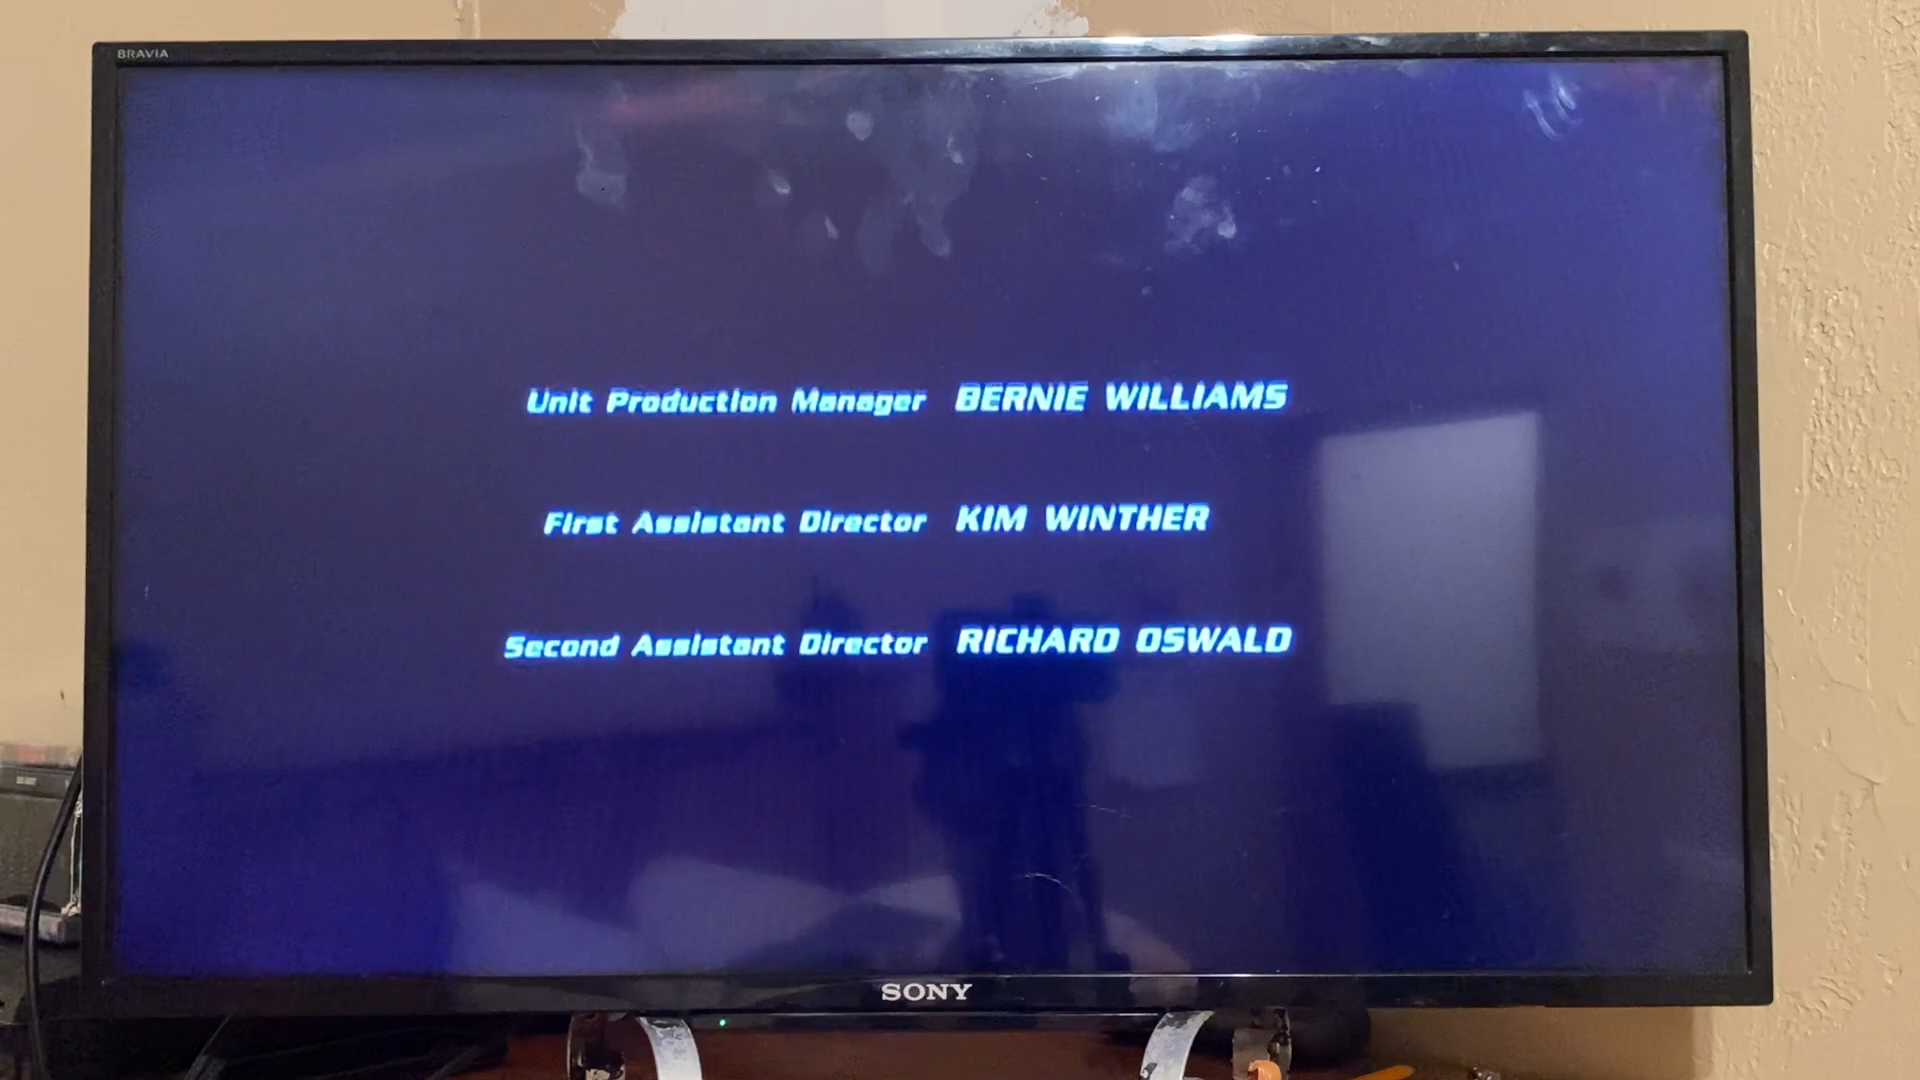 BRAVIA
Unit Production Manager BERNIE WILLIAMS
First Assistant Director KIM WINTHER
Second Assistant Director RICHARD OSWALD
SONY